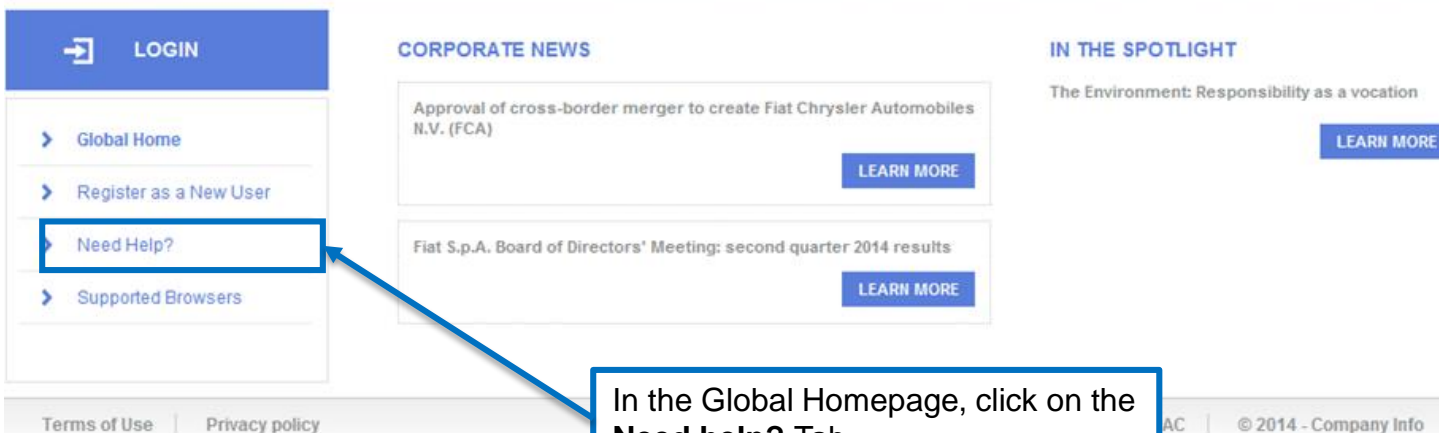 LOGIN
Global Home
Register as a New User
Need Help?
Supported Browsers
CORPORATE NEWS
Approval of cross-border merger to create Fiat Chrysler Automobiles
N.V. (FCA)
LEARN MORE
Fiat S.p.A. Board of Directors' Meeting: second quarter 2014 results
LEARN MORE
IN THE SPOTLIGHT
The Environment: Responsibility as a vocation
LEARN MORE
In the Global Homepage, click on the
Need help? Tab
Terms of Use | Privacy policy
AC | © 2014 - Company Info